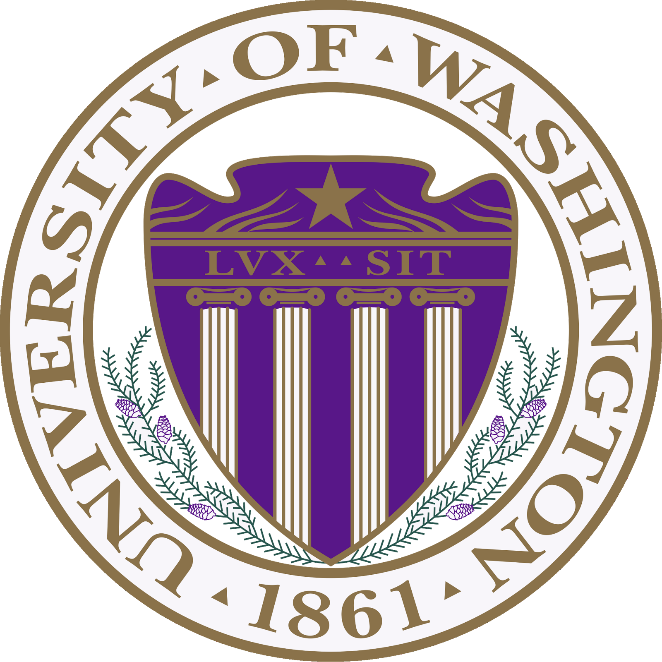 UNIVERSITY ▴ OF ▴ WASHINGTON
LVX ▴ ▴ SIT
▴ 1861 ▴